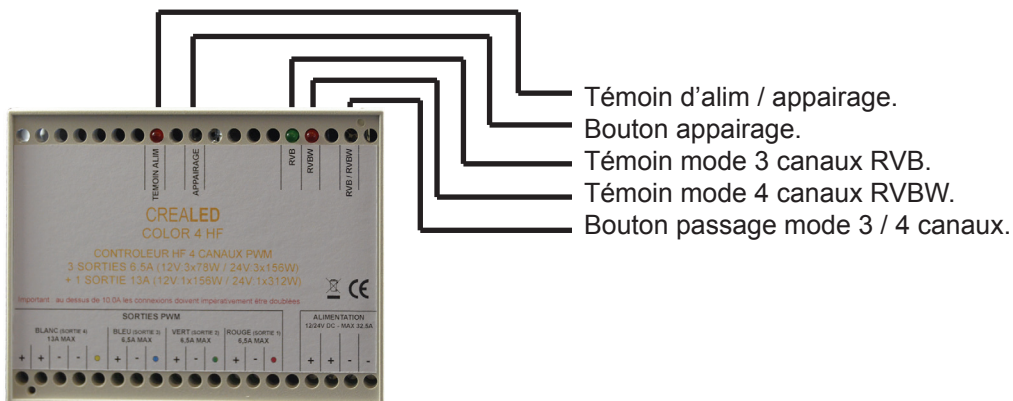 Témoin d'alim / appairage.
Bouton appairage.
Témoin mode 3 canaux RVB.
Témoin mode 4 canaux RVBW.
Bouton passage mode 3 / 4 canaux.
TEMOIN ALIM
APPAIRAGE
RVB
RVBW
RVB / RVBW
CREALED
COLOR 4 HF
CONTROLEUR HF 4 CANAUX PWM
3 SORTIES 6.5A (12V 3x78W / 24V 3x156W)
+ 1 SORTIE 13A (12V 1x156W / 24V 1x312W)
CE
Important : au dessus de 10.0A les connexions doivent impérativement être doublées
SORTIES PWM
ALIMENTATION
12/24V DC - MAX 32,5A
BLANC (SORTIE 4)
13A MAX
BLEU (SORTIE 3)
6,5A MAX
VERT (SORTIE 2)
6,5A MAX
ROUGE (SORTIE 1)
6,5A MAX
+ + - - + - + - + - + + - -